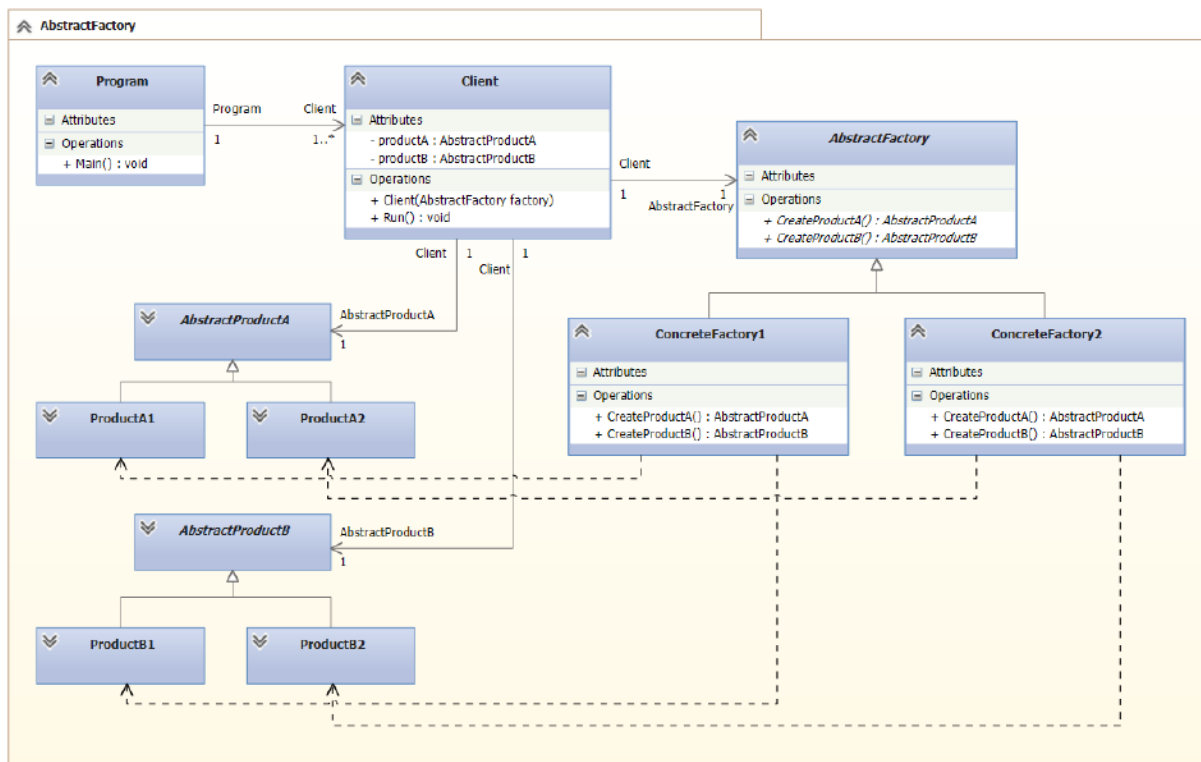 AbstractFactory
Program
Attributes
Operations
+ Main() : void
Program
Client
1
1..*
Client
Attributes
- productA : AbstractProductA
- productB : AbstractProductB
Operations
+ Client(AbstractFactory factory)
+ Run() : void
Client
1
1
AbstractFactory
AbstractFactory
Attributes
Operations
+ CreateProductA() : AbstractProductA
+ CreateProductB() : AbstractProductB
Client
1
Client
1
AbstractProductA
AbstractProductA
1
ProductA1
ProductA2
ConcreteFactory1
Attributes
Operations
+ CreateProductA() : AbstractProductA
+ CreateProductB() : AbstractProductB
ConcreteFactory2
Attributes
Operations
+ CreateProductA() : AbstractProductA
+ CreateProductB() : AbstractProductB
AbstractProductB
AbstractProductB
1
ProductB1
ProductB2